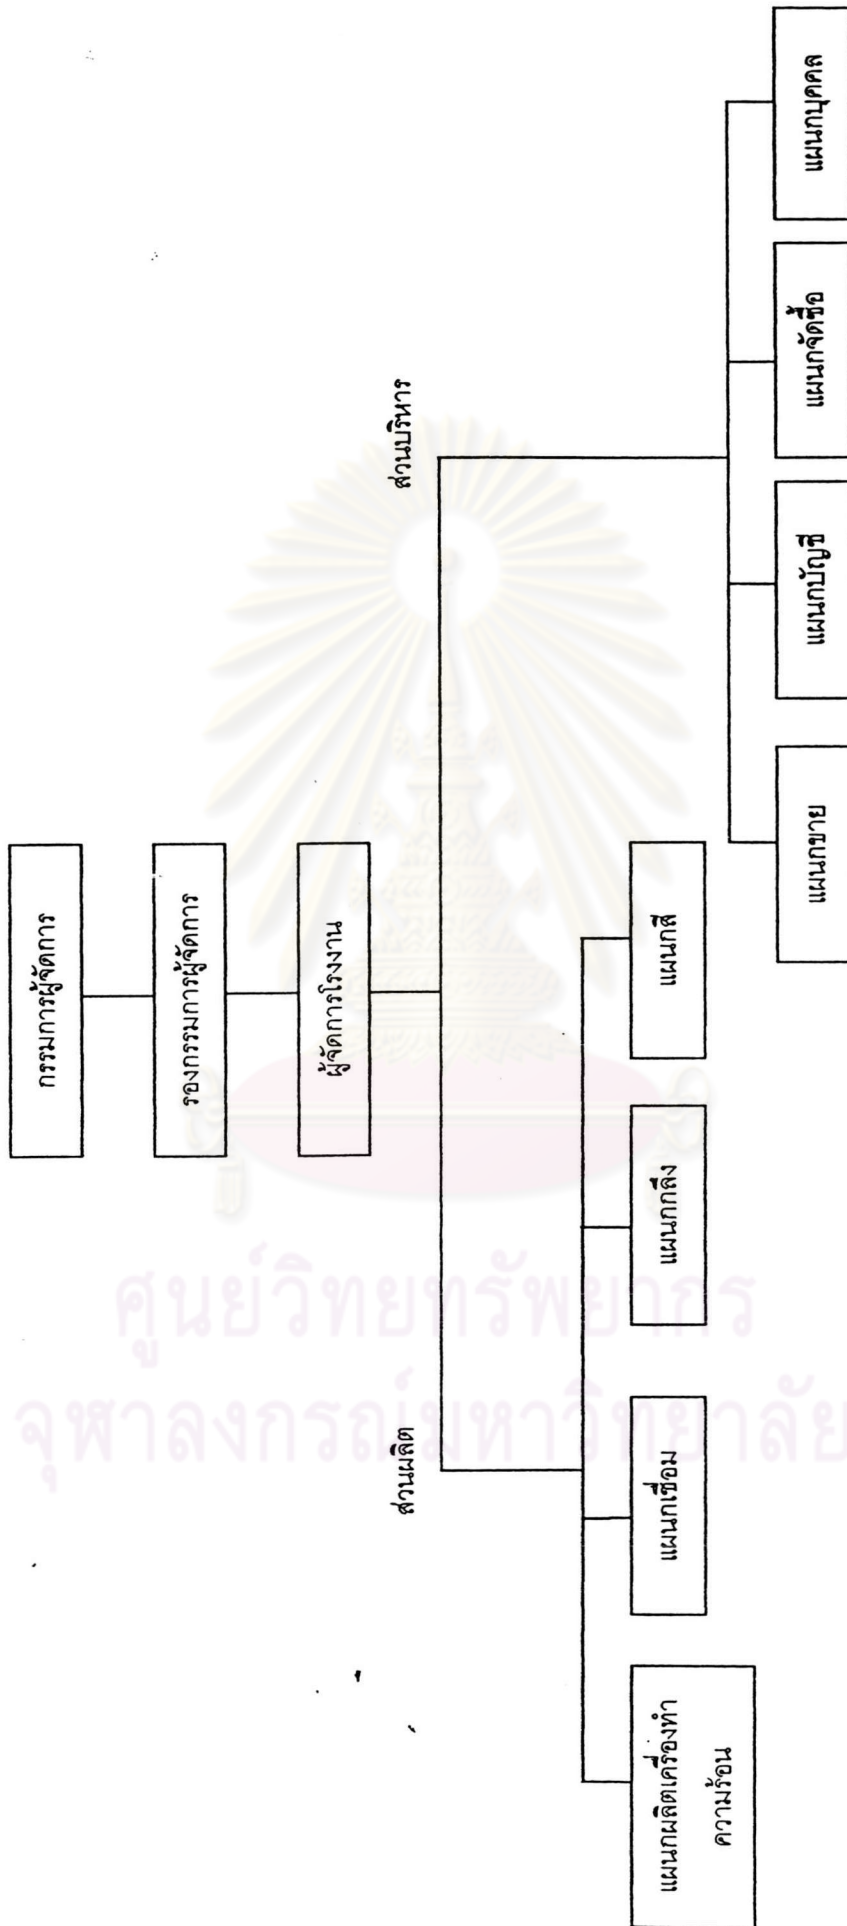 กรรมการผู้จัดการ
รองกรรมการผู้จัดการ
ผู้จัดการโรงงาน
ส่วนผลิต
ส่วนบริหาร
แผนกผลิตเครื่องทำ
ความร้อน
แผนกเชื่อม
แผนกกลึง
แผนกสี
แผนกขาย
แผนกบัญชี
แผนกจัดซื้อ
แผนกบุคคล
ศูนย์วิทยทรัพยากร
จุฬาลงกรณ์มหาวิทยาลัย